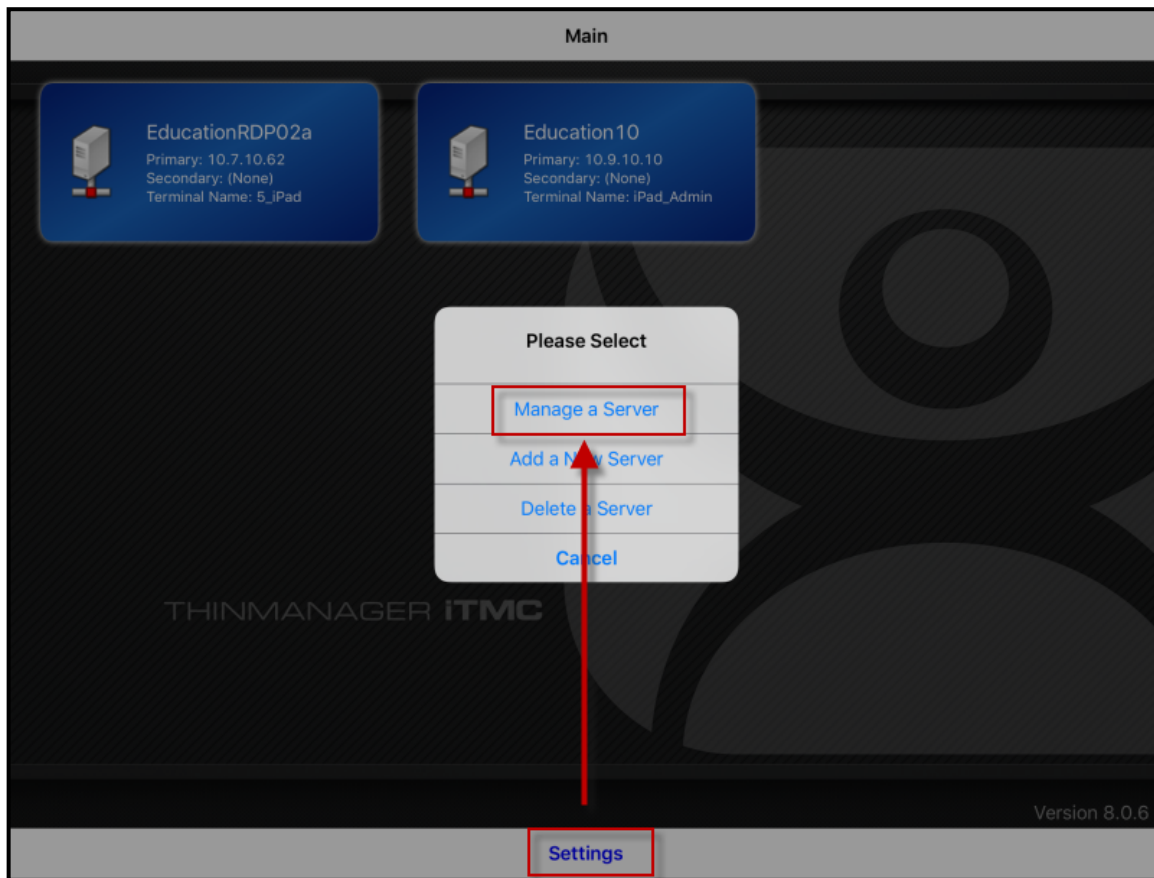 Main
EducationRDP02a
Primary: 10.7.10.62
Secondary: (None)
Terminal Name: 5_iPad
Education10
Primary: 10.9.10.10
Secondary: (None)
Terminal Name: iPad_Admin
Please Select
Manage a Server
Add a New Server
Delete a Server
Cancel
THINMANAGER iTMC
Version 8.0.6
Settings